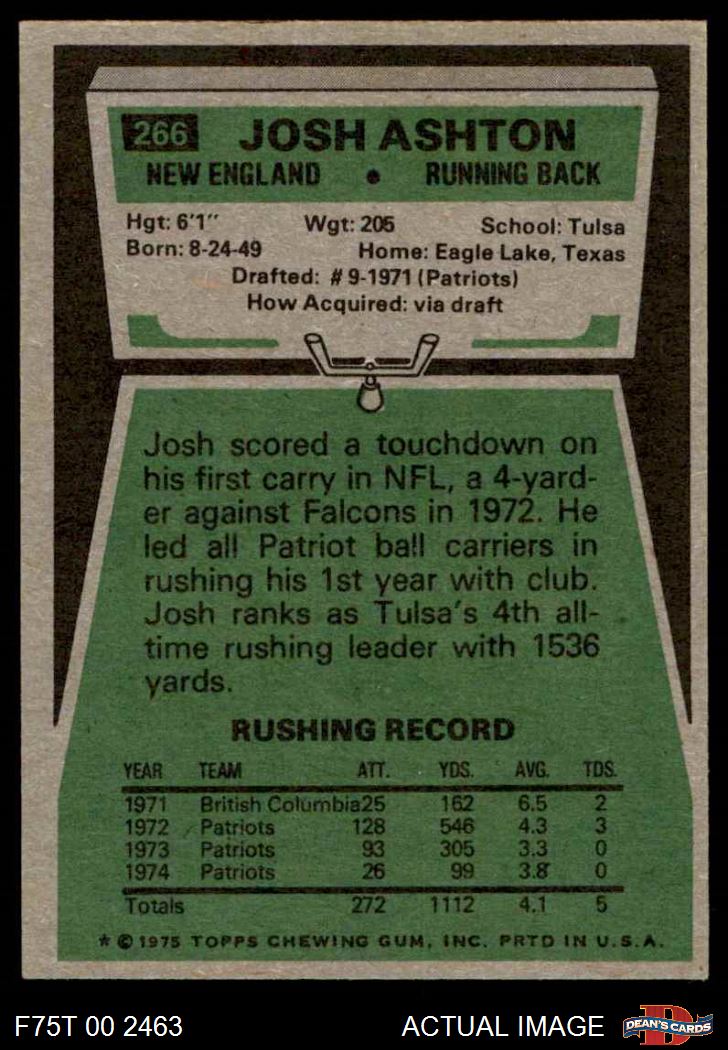 266 JOSH ASHTON
NEW ENGLAND • RUNNING BACK
Hgt: 6'1" Wgt: 205 School: Tulsa
Born: 8-24-49 Home: Eagle Lake, Texas
Drafted: #9-1971 (Patriots)
How Acquired: via draft
Josh scored a touchdown on
his first carry in NFL, a 4-yard-
er against Falcons in 1972. He
led all Patriot ball carriers in
rushing his 1st year with club.
Josh ranks as Tulsa's 4th all-
time rushing leader with 1536
yards.
RUSHING RECORD
YEAR TEAM ATT. YDS. AVG. TDS.
1971 British Columbia 25 162 6.5 2
1972 Patriots 128 546 4.3 3
1973 Patriots 93 305 3.3 0
1974 Patriots 26 99 3.8 0
Totals 272 1112 4.1 5
* © 1975 TOPPS CHEWING GUM, INC. PRTD IN U.S.A.
F75T 00 2463 ACTUAL IMAGE DEAN'S CARDS